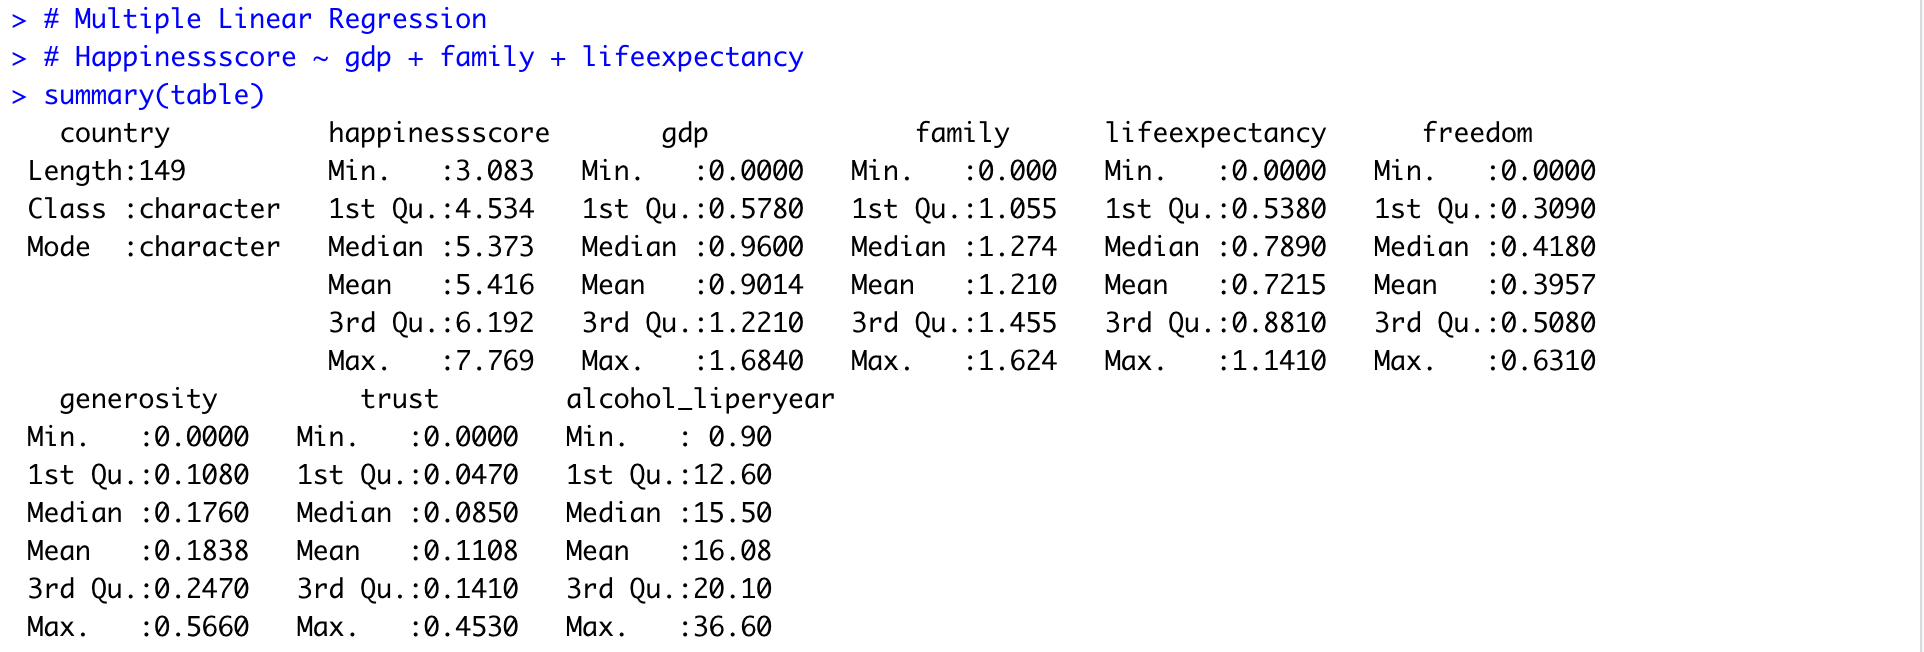 > # Multiple Linear Regression
> # Happinessscore ~ gdp + family + lifeexpectancy
> summary(table)
country happinessscore gdp family lifeexpectancy freedom
Length:149 Min. :3.083 Min. :0.0000 Min. :0.000 Min. :0.0000 Min. :0.0000
Class :character 1st Qu.:4.534 1st Qu.:0.5780 1st Qu.:1.055 1st Qu.:0.5380 1st Qu.:0.3090
Mode :character Median :5.373 Median :0.9600 Median :1.274 Median :0.7890 Median :0.4180
Mean :5.416 Mean :0.9014 Mean :1.210 Mean :0.7215 Mean :0.3957
3rd Qu.:6.192 3rd Qu.:1.2210 3rd Qu.:1.455 3rd Qu.:0.8810 3rd Qu.:0.5080
Max. :7.769 Max. :1.6840 Max. :1.624 Max. :1.1410 Max. :0.6310
generosity trust alcohol_liperyear
Min. :0.0000 Min. :0.0000 Min. : 0.90
1st Qu.:0.1080 1st Qu.:0.0470 1st Qu.:12.60
Median :0.1760 Median :0.0850 Median :15.50
Mean :0.1838 Mean :0.1108 Mean :16.08
3rd Qu.:0.2470 3rd Qu.:0.1410 3rd Qu.:20.10
Max. :0.5660 Max. :0.4530 Max. :36.60